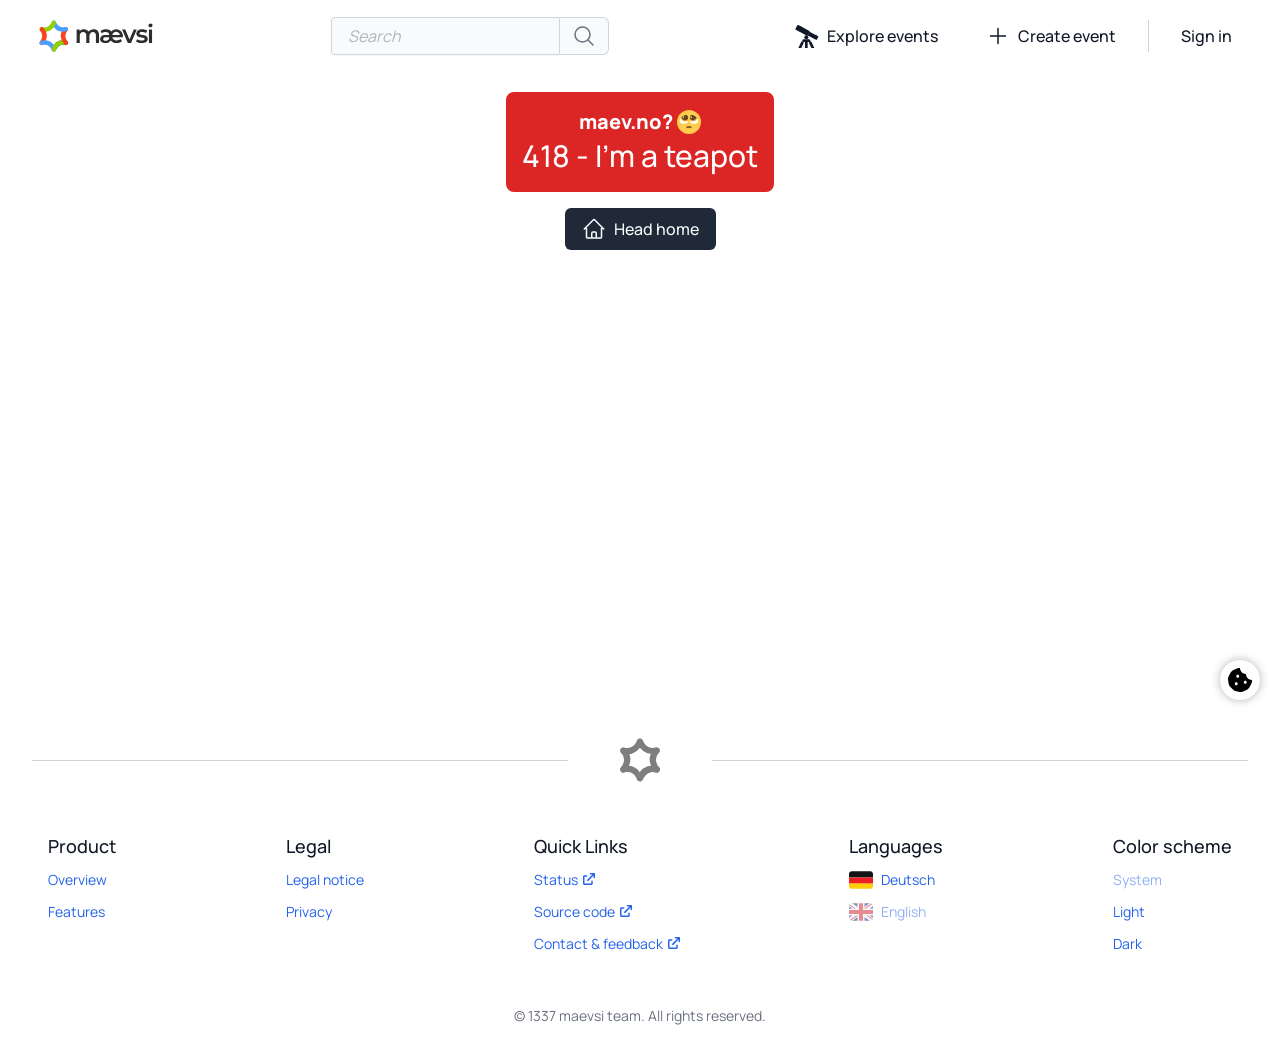 mævsi
Search
Explore events
Create event
Sign in
maev.no? 🥺
418 - I'm a teapot
Head home
Product
Overview
Features
Legal
Legal notice
Privacy
Quick Links
Status
Source code
Contact & feedback
Languages
Deutsch
English
Color scheme
System
Light
Dark
© 1337 maevsi team. All rights reserved.